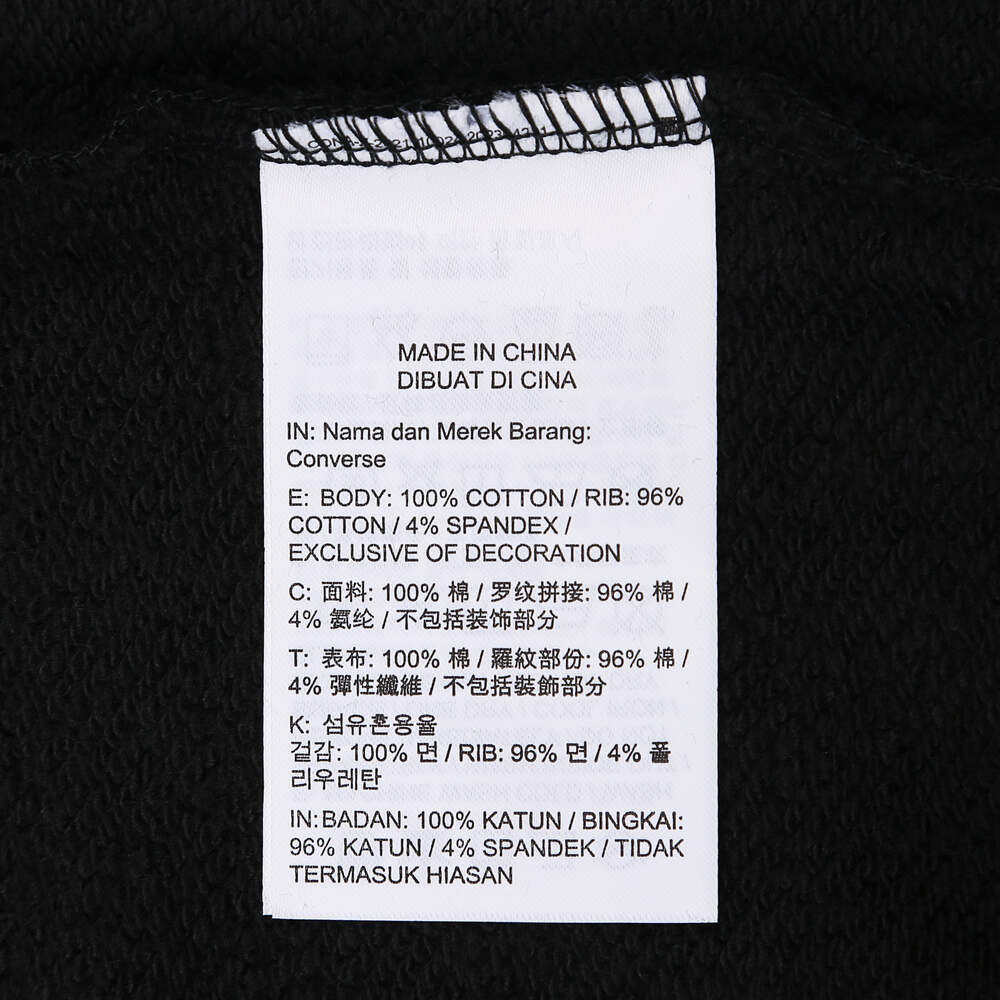 MADE IN CHINA
DIBUAT DI CINA
IN: Nama dan Merek Barang:
Converse
E: BODY: 100% COTTON / RIB: 96%
COTTON / 4% SPANDEX /
EXCLUSIVE OF DECORATION
C: 面料: 100% 棉 / 罗纹拼接: 96% 棉 /
4% 氨纶 / 不包括装饰部分
T: 表布: 100% 棉 / 羅紋部份: 96% 棉 /
4% 彈性纖維 / 不包括裝飾部分
K: 섬유혼용율
겉감: 100% 면 / RIB: 96% 면 / 4% 폴
리우레탄
IN:BADAN: 100% KATUN / BINGKAI:
96% KATUN / 4% SPANDEK / TIDAK
TERMASUK HIASAN